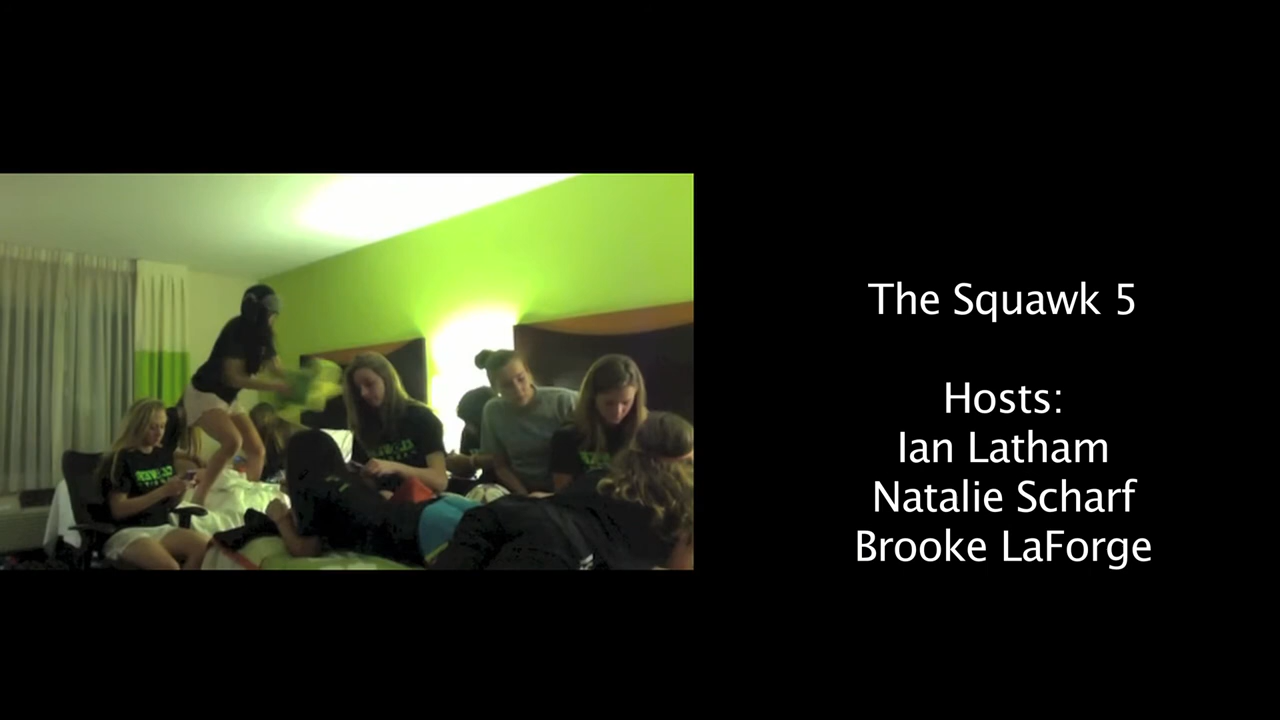 The Squawk 5
Hosts:
Ian Latham
Natalie Scharf
Brooke LaForge